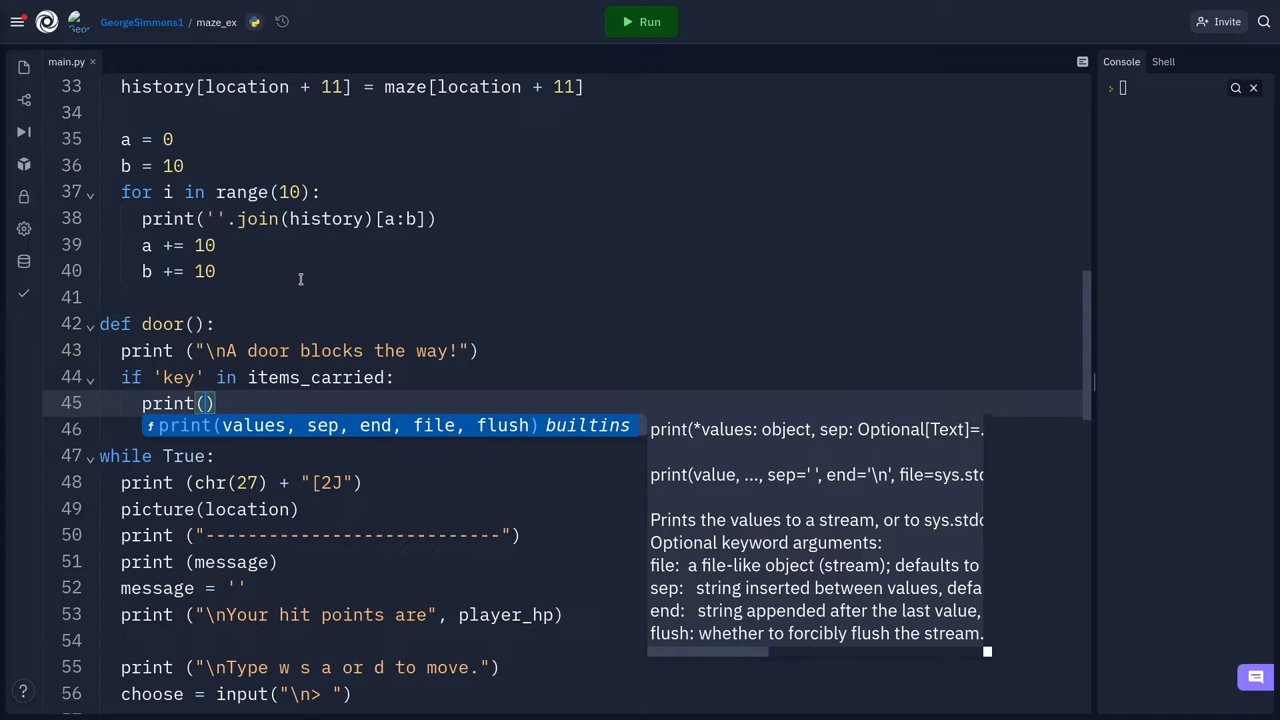 Geor
GeorgeSimmons1 / maze_ex
Run
Invite
main.py ×
Console Shell
33 history[location + 11] = maze[location + 11]
34
35 a = 0
36 b = 10
37 for i in range(10):
38 print(''.join(history)[a:b])
39 a += 10
40 b += 10
41
42 def door():
43 print ("\nA door blocks the way!")
44 if 'key' in items_carried:
45 print()
46 print(values, sep, end, file, flush) builtins
print(*values: object, sep: Optional[Text]=.
print(value, ..., sep=' ', end='\n', file=sys.std
Prints the values to a stream, or to sys.stdo
Optional keyword arguments:
file: a file-like object (stream); defaults to
sep: string inserted between values, defa
end: string appended after the last value,
flush: whether to forcibly flush the stream.
47 while True:
48 print (chr(27) + "[2J")
49 picture(location)
50 print ("----------------------------")
51 print (message)
52 message = ''
53 print ("\nYour hit points are", player_hp)
54
55 print ("\nType w s a or d to move.")
56 choose = input("\n> ")